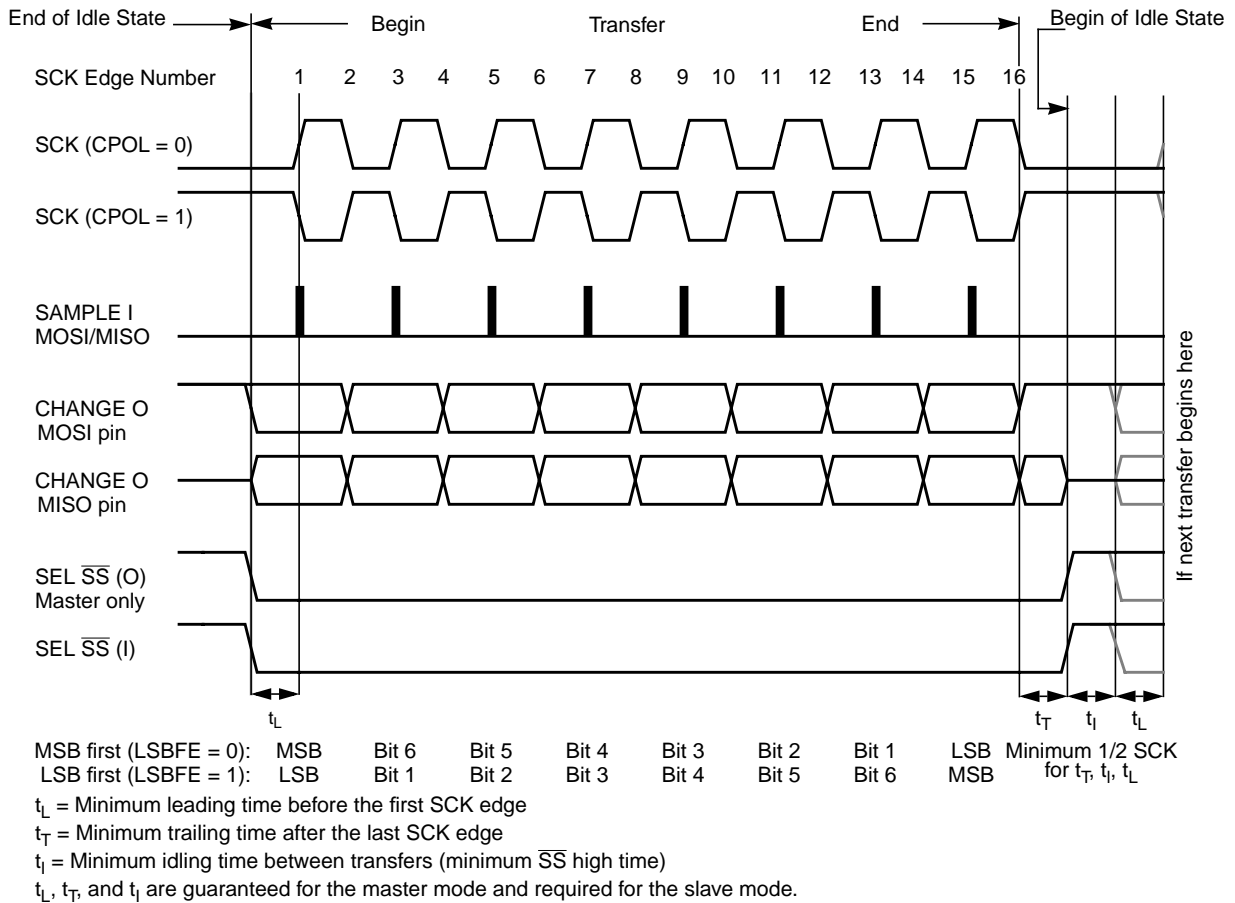 End of Idle State
Begin
Transfer
End
Begin of Idle State
SCK Edge Number
1 2 3 4 5 6 7 8 9 10 11 12 13 14 15 16
SCK (CPOL = 0)
SCK (CPOL = 1)
SAMPLE I
MOSI/MISO
CHANGE O
MOSI pin
CHANGE O
MISO pin
SEL S̅S̅ (O)
Master only
SEL S̅S̅ (I)
If next transfer begins here
tL
tT tI tL
MSB first (LSBFE = 0): MSB Bit 6 Bit 5 Bit 4 Bit 3 Bit 2 Bit 1 LSB
LSB first (LSBFE = 1): LSB Bit 1 Bit 2 Bit 3 Bit 4 Bit 5 Bit 6 MSB
Minimum 1/2 SCK
for tT, tI, tL
tL = Minimum leading time before the first SCK edge
tT = Minimum trailing time after the last SCK edge
tI = Minimum idling time between transfers (minimum S̅S̅ high time)
tL, tT, and tI are guaranteed for the master mode and required for the slave mode.